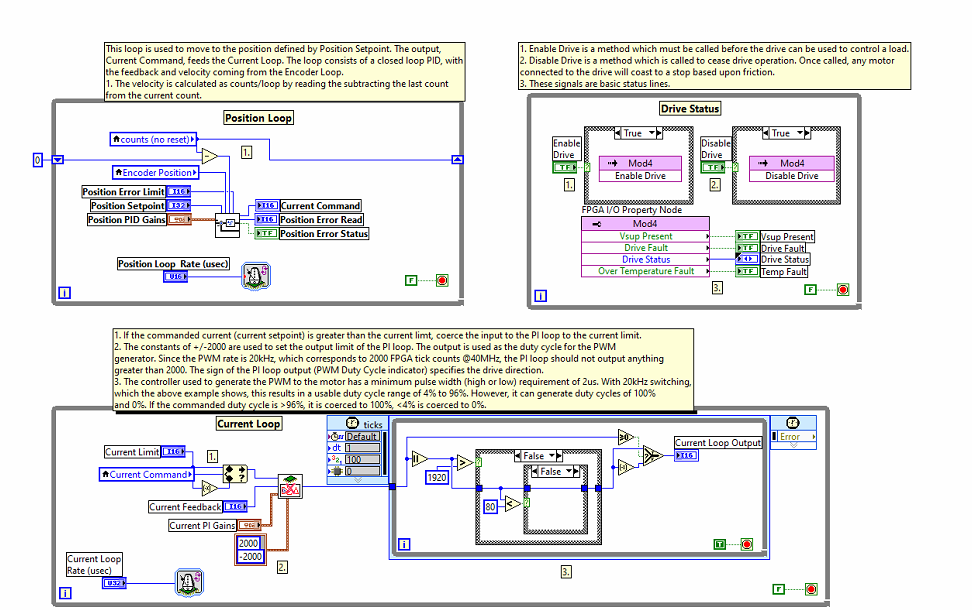 This loop is used to move to the position defined by Position Setpoint. The output,
Current Command, feeds the Current Loop. The loop consists of a closed loop PID, with
the feedback and velocity coming from the Encoder Loop.
1. The velocity is calculated as counts/loop by reading the subtracting the last count
from the current count.
Position Loop
counts (no reset)
1.
0
Encoder Position
Position Error Limit
I16
Position Setpoint
I32
Position PID Gains
Current Command
I16
Position Error Read
I16
Position Error Status
TF
Position Loop Rate (usec)
U16
F
i
1. Enable Drive is a method which must be called before the drive can be used to control a load.
2. Disable Drive is a method which is called to cease drive operation. Once called, any motor
connected to the drive will coast to a stop based upon friction.
3. These signals are basic status lines.
Drive Status
True
Enable
Drive
TF
1.
Mod4
Enable Drive
True
Disable
Drive
TF
2.
Mod4
Disable Drive
FPGA I/O Property Node
Mod4
Vsup Present
TF
Vsup Present
Drive Fault
TF
Drive Fault
Drive Status
Drive Status
Over Temperature Fault
TF
Temp Fault
3.
F
i
1. If the commanded current (current setpoint) is greater than the current limt, coerce the input to the PI loop to the current limit.
2. The constants of +/-2000 are used to set the output limit of the PI loop. The output is used as the duty cycle for the PWM
generator. Since the PWM rate is 20kHz, which corresponds to 2000 FPGA tick counts @40MHz, the PI loop should not output anything
greater than 2000. The sign of the PI loop output (PWM Duty Cycle indicator) specifies the drive direction.
3. The controller used to generate the PWM to the motor has a minimum pulse width (high or low) requirement of 2us. With 20kHz switching,
which the above example shows, this results in a usable duty cycle range of 4% to 96%. However, it can generate duty cycles of 100%
and 0%. If the commanded duty cycle is >96%, it is coerced to 100%, <4% is coerced to 0%.
Current Loop
Current Limit
I16
1.
Current Command
?
Current Feedback
I16
Current PI Gains
2000
-2000
2.
Current Loop
Rate (usec)
U32
i
ticks
Default
dt
1
100
0
1920
>
False
False
80
<
Current Loop Output
I16
Error
T
i
3.
F